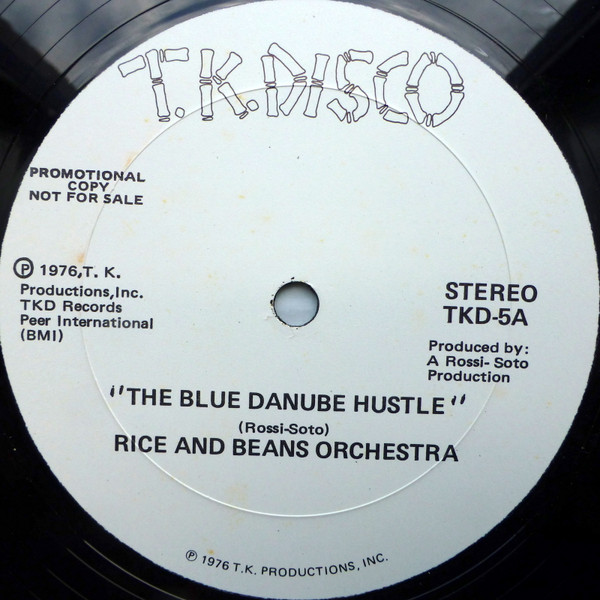 T.K. DISCO
PROMOTIONAL
COPY
NOT FOR SALE
℗ 1976, T. K.
Productions, Inc.
TKD Records
Peer International
(BMI)
STEREO
TKD-5A
Produced by:
A Rossi- Soto
Production
"THE BLUE DANUBE HUSTLE"
(Rossi-Soto)
RICE AND BEANS ORCHESTRA
℗ 1976 T.K. PRODUCTIONS, INC.